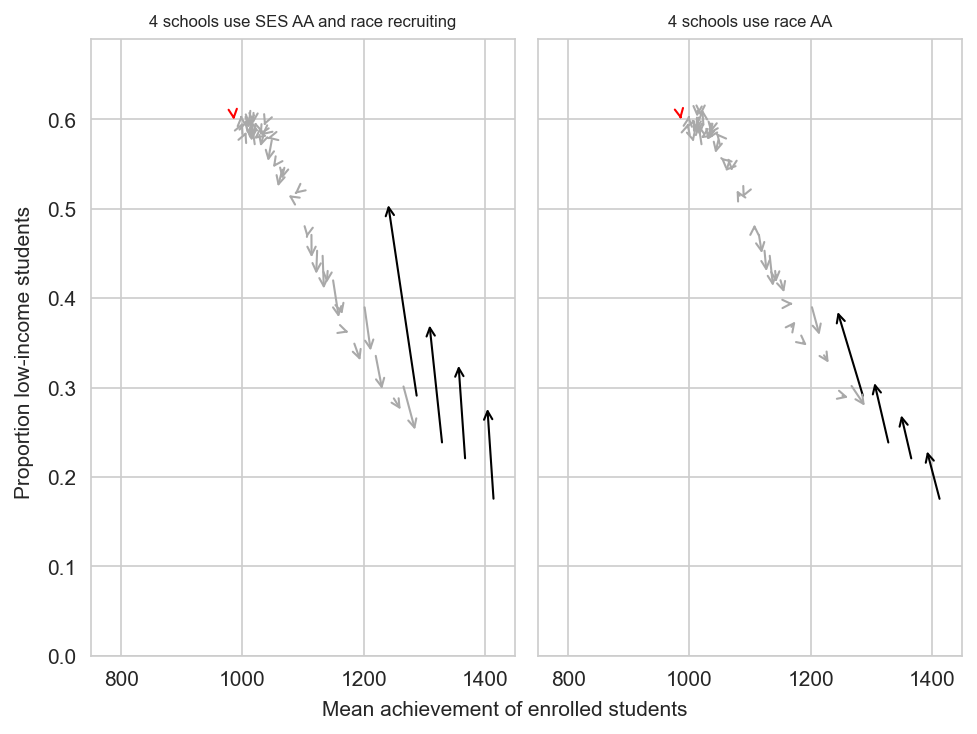 4 schools use SES AA and race recruiting
4 schools use race AA
Proportion low-income students
0.6
0.5
0.4
0.3
0.2
0.1
0.0
800 1000 1200 1400
800 1000 1200 1400
Mean achievement of enrolled students